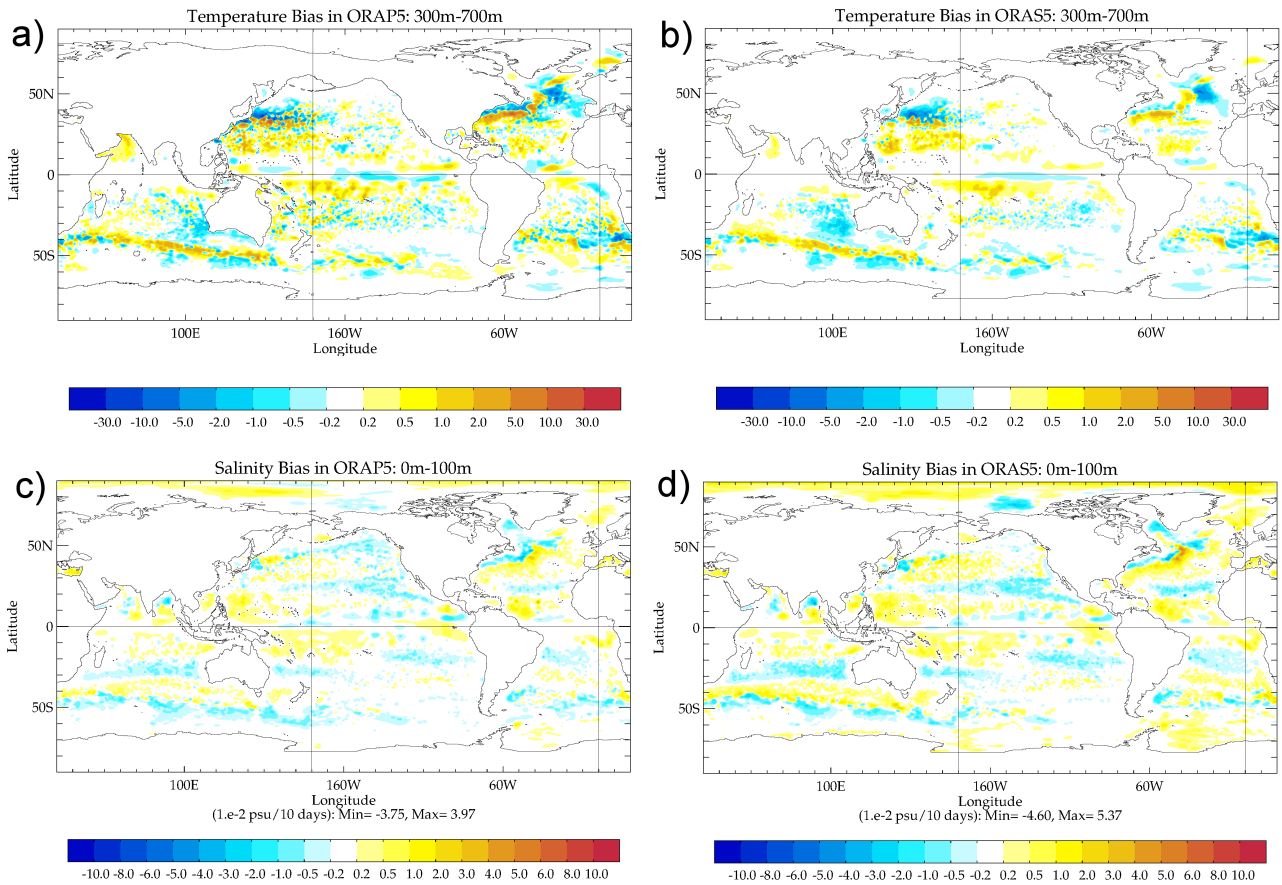 a)
Temperature Bias in ORAP5: 300m-700m
Latitude
50N
0
50S
100E 160W 60W
Longitude
-30.0 -10.0 -5.0 -2.0 -1.0 -0.5 -0.2 0.2 0.5 1.0 2.0 5.0 10.0 30.0
b)
Temperature Bias in ORAS5: 300m-700m
Latitude
50N
0
50S
100E 160W 60W
Longitude
-30.0 -10.0 -5.0 -2.0 -1.0 -0.5 -0.2 0.2 0.5 1.0 2.0 5.0 10.0 30.0
c)
Salinity Bias in ORAP5: 0m-100m
Latitude
50N
0
50S
100E 160W 60W
Longitude
(1.e-2 psu/10 days): Min= -3.75, Max= 3.97
-10.0 -8.0 -6.0 -5.0 -4.0 -3.0 -2.0 -1.0 -0.5 -0.2 0.2 0.5 1.0 2.0 3.0 4.0 5.0 6.0 8.0 10.0
d)
Salinity Bias in ORAS5: 0m-100m
Latitude
50N
0
50S
100E 160W 60W
Longitude
(1.e-2 psu/10 days): Min= -4.60, Max= 5.37
-10.0 -8.0 -6.0 -5.0 -4.0 -3.0 -2.0 -1.0 -0.5 -0.2 0.2 0.5 1.0 2.0 3.0 4.0 5.0 6.0 8.0 10.0